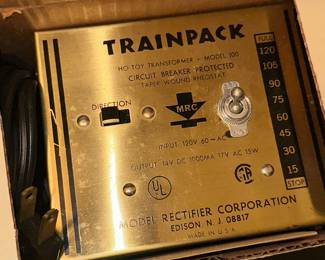 TRAINPACK
HO-TOY TRANSFORMER - MODEL 100
CIRCUIT BREAKER PROTECTED
TAPER WOUND RHEOSTAT
DIRECTION
MRC
INPUT 120V 60~AC
OUTPUT 14V DC 1000MA 17V AC 15W
UL
SA
MODEL RECTIFIER CORPORATION
EDISON, N. J. 08817
MADE IN U.S.A.
FULL
120
105
90
75
60
45
30
15
STOP